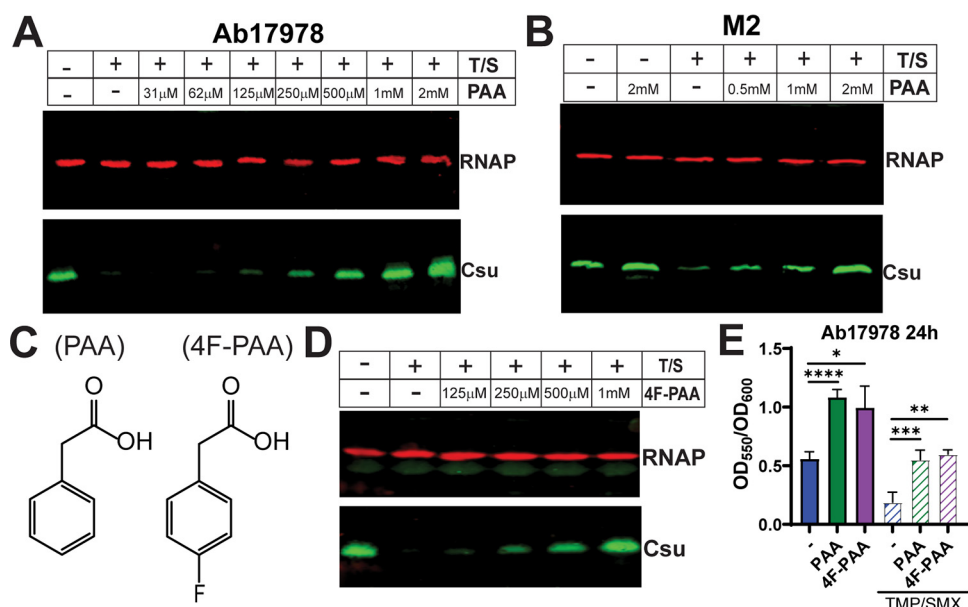 A
Ab17978
- + + + + + + + + T/S
- - 31µM 62µM 125µM 250µM 500µM 1mM 2mM PAA
RNAP
Csu
B
M2
- - + + + + T/S
- 2mM - 0.5mM 1mM 2mM PAA
RNAP
Csu
C
(PAA)
(4F-PAA)
O
OH
O
OH
F
D
- + + + + + T/S
- - 125µM 250µM 500µM 1mM 4F-PAA
RNAP
Csu
E
Ab17978 24h
OD550/OD600
1.5
1.0
0.5
0.0
*
****
**
***
- PAA 4F-PAA - PAA 4F-PAA
TMP/SMX